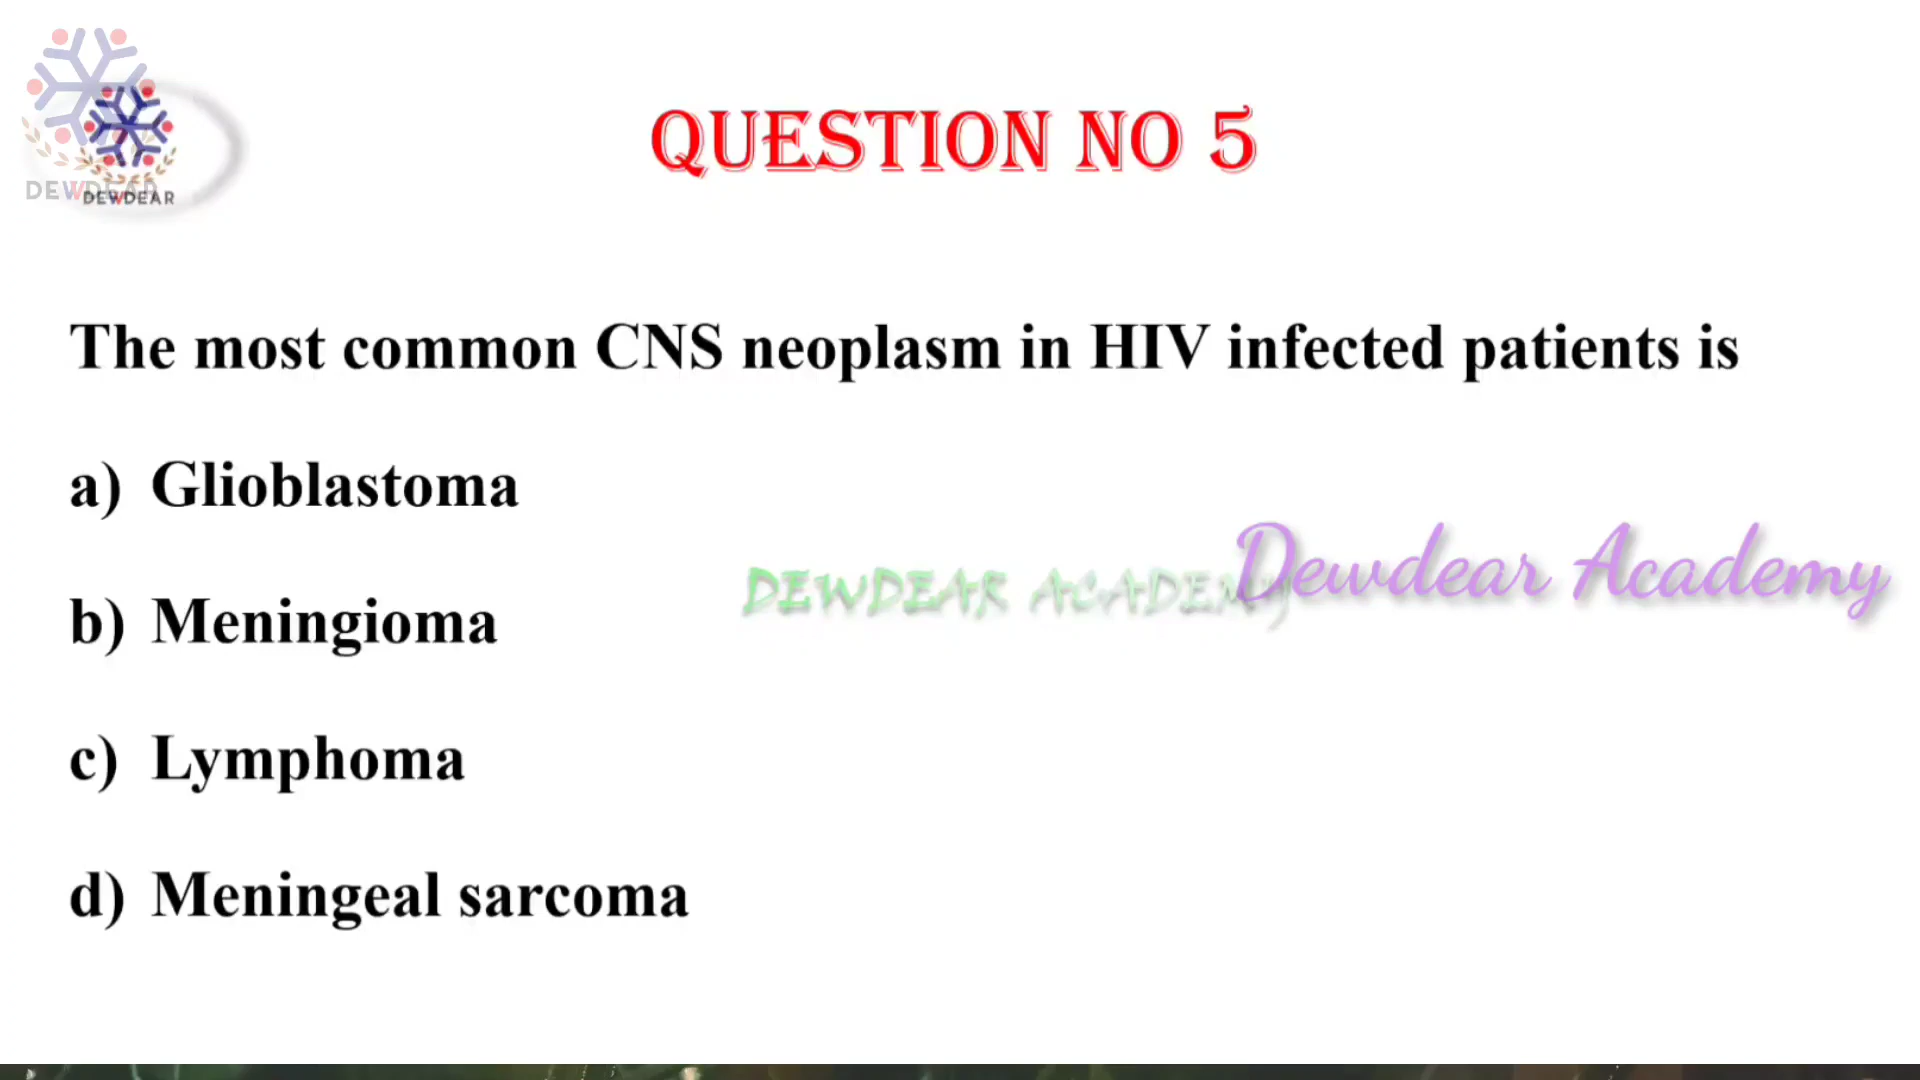 DEWDEAR
DEWDEAR
QUESTION NO 5
The most common CNS neoplasm in HIV infected patients is
a) Glioblastoma
b) Meningioma
c) Lymphoma
d) Meningeal sarcoma
DEWDEAR ACADEMY
Dewdear Academy